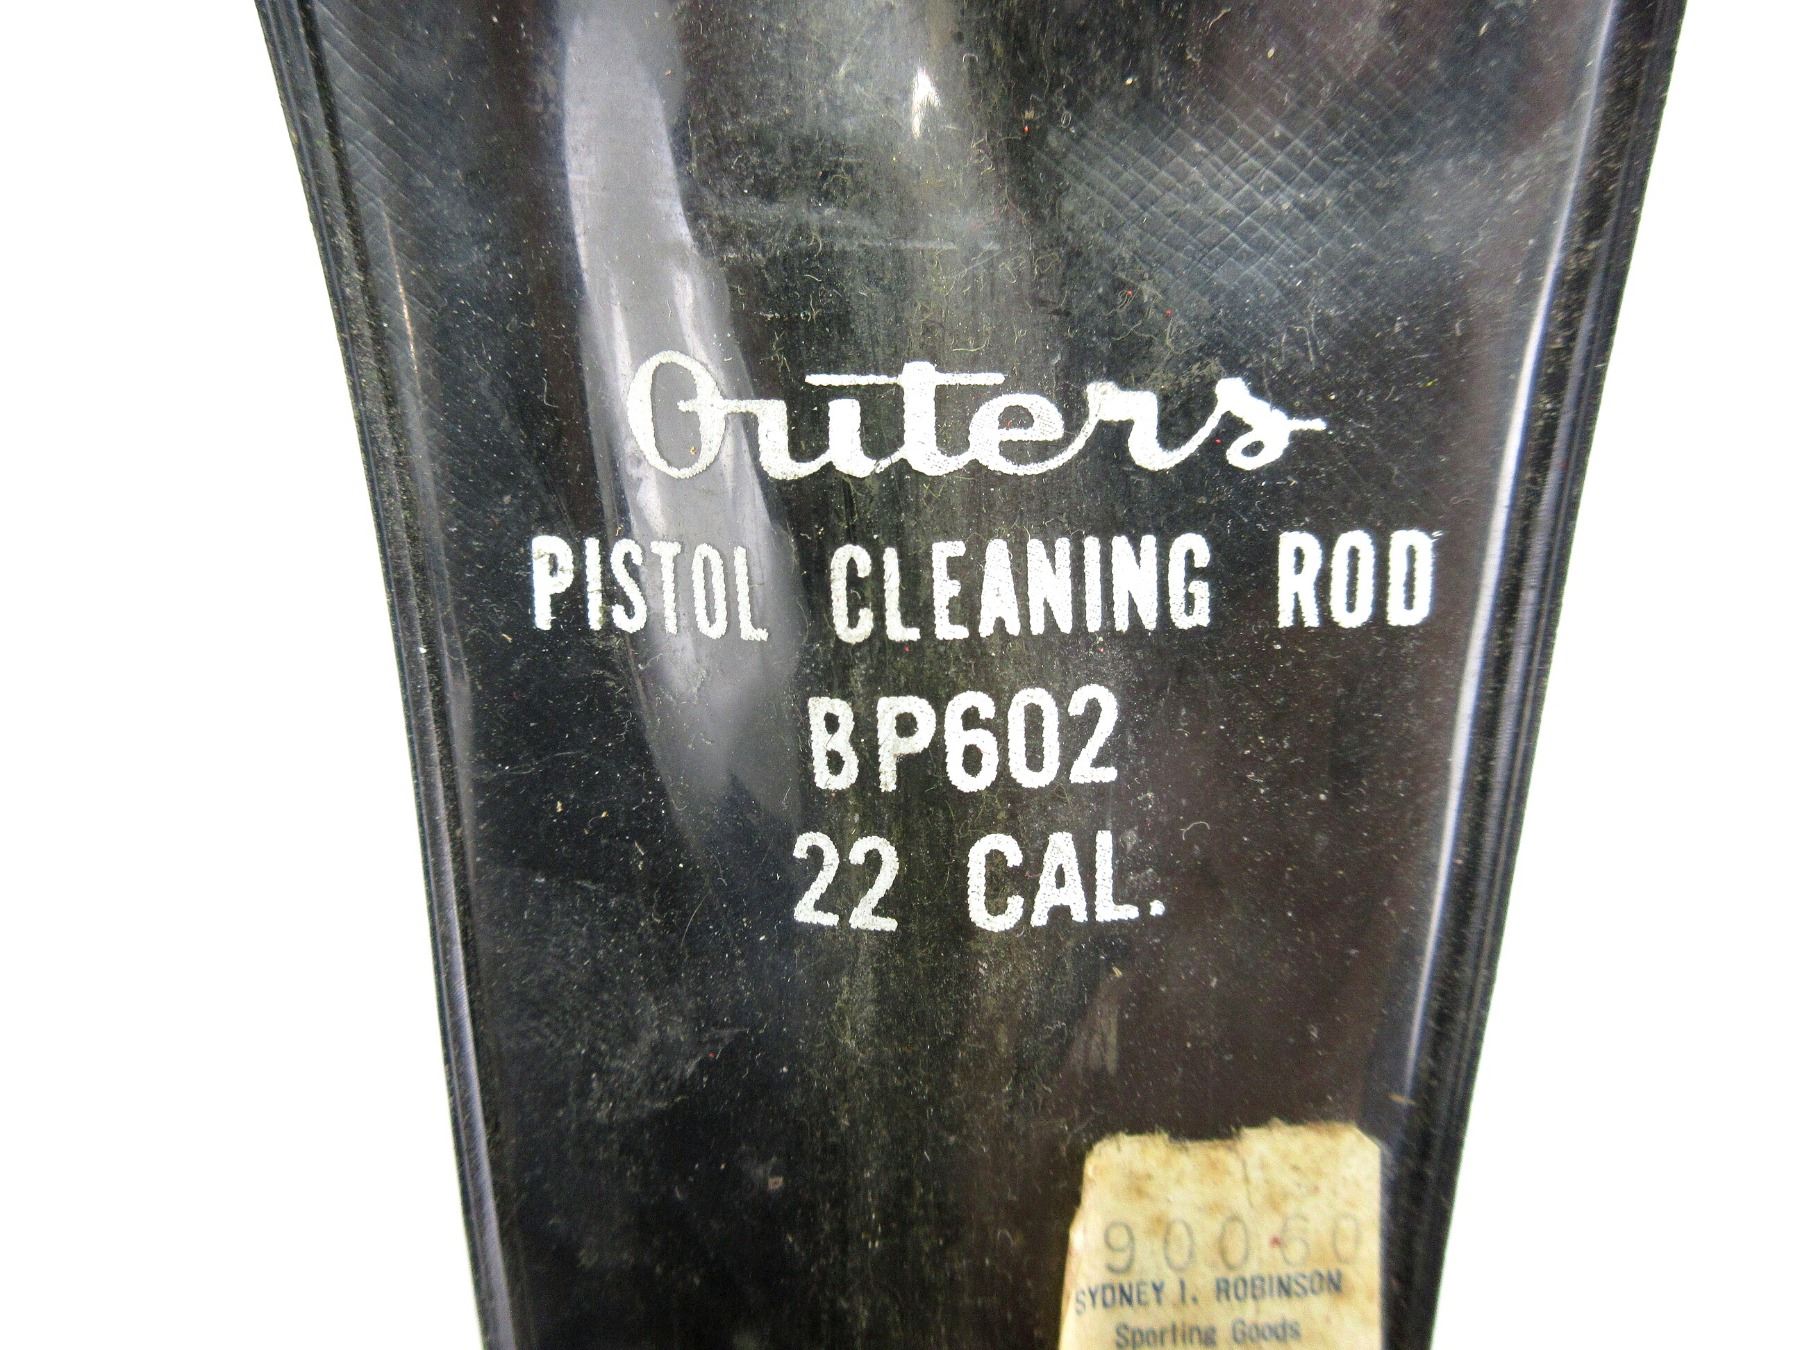 Outers
PISTOL CLEANING ROD
BP602
22 CAL.
90060
SYDNEY I. ROBINSON
Sporting Goods